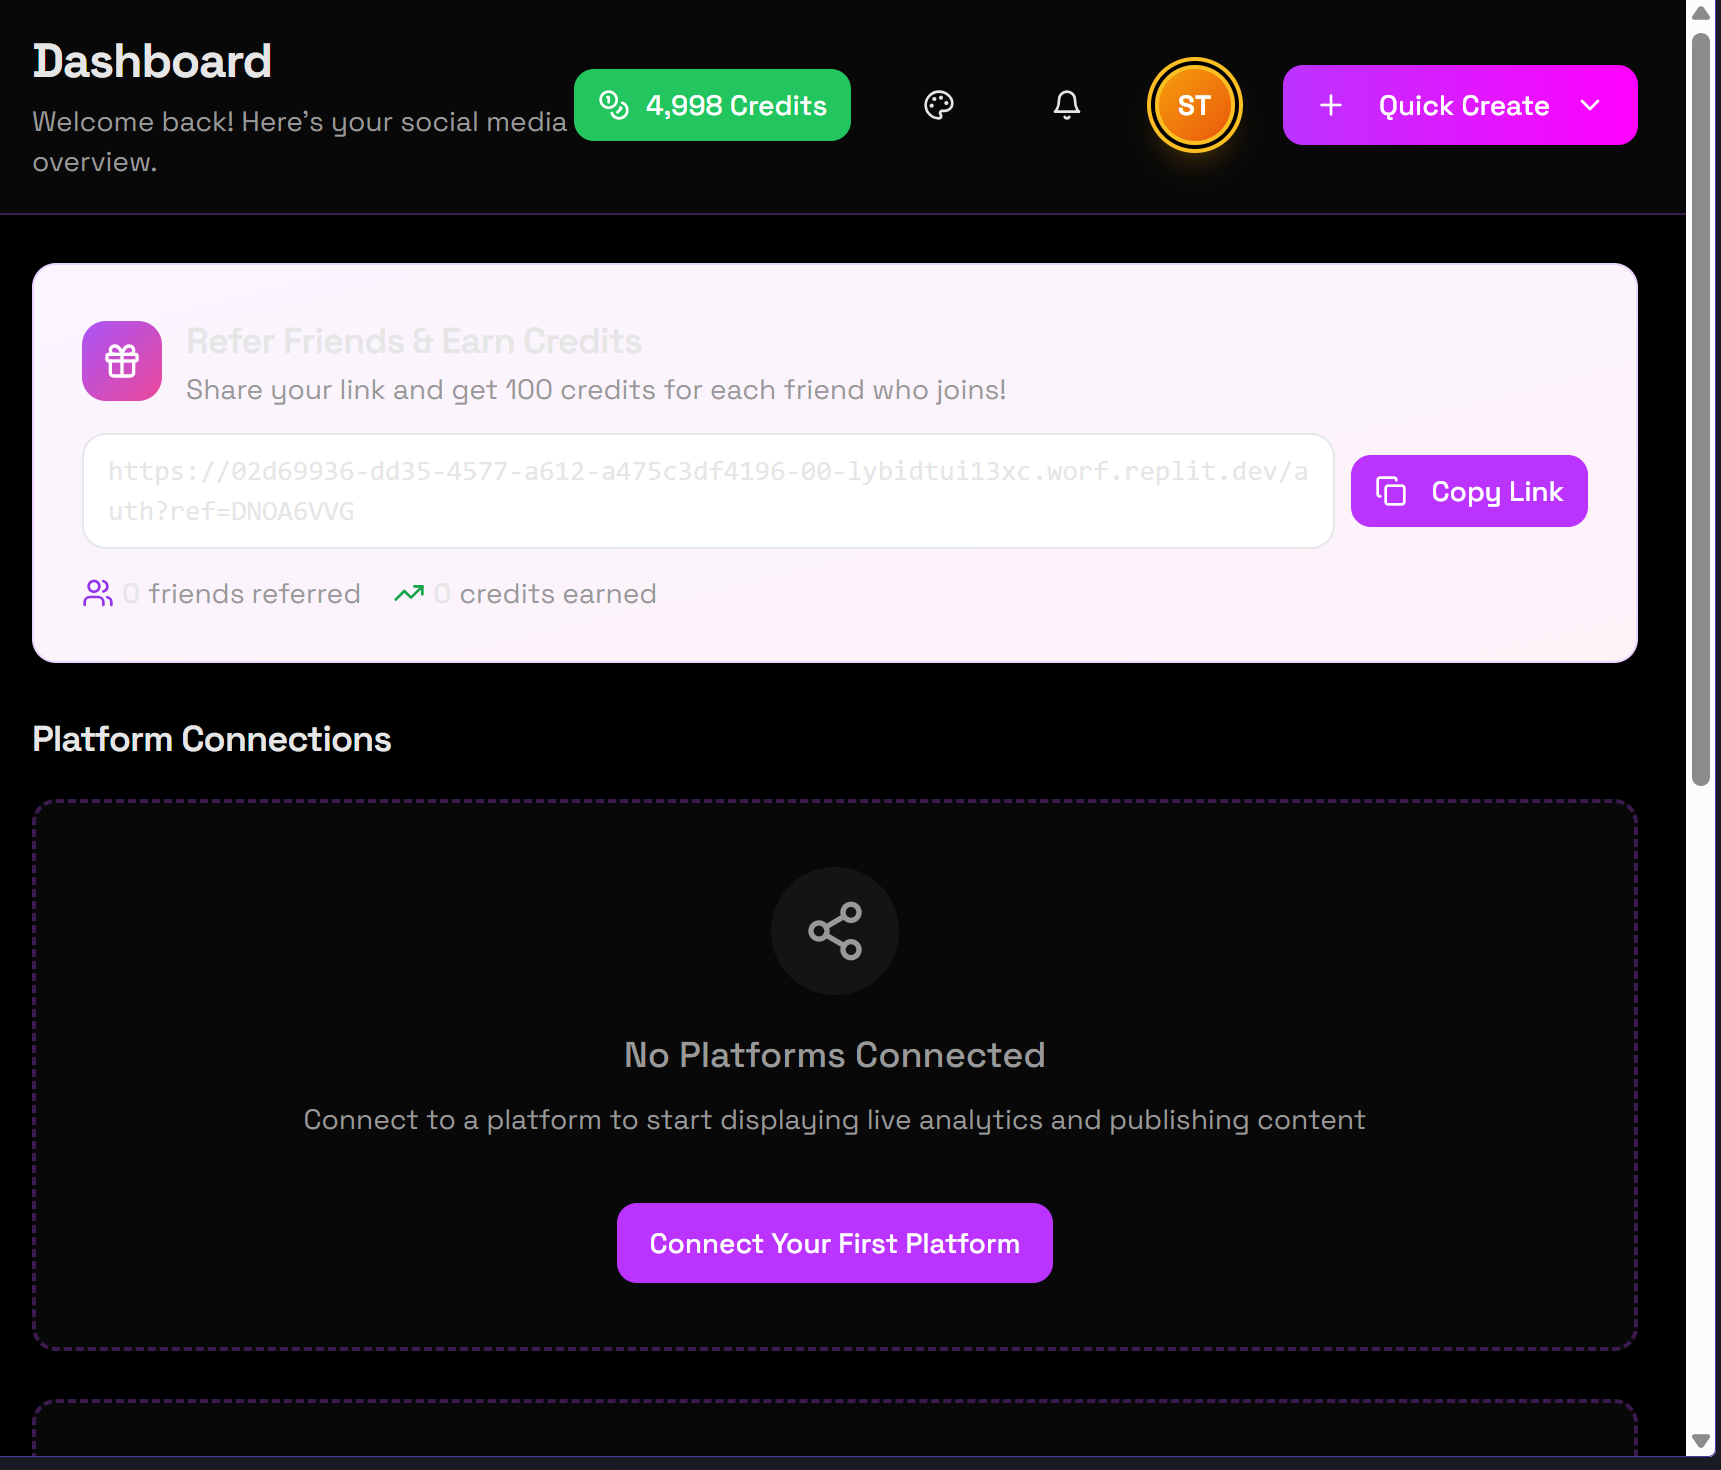 Dashboard
Welcome back! Here's your social media
overview.
4,998 Credits
ST
Quick Create
Refer Friends & Earn Credits
Share your link and get 100 credits for each friend who joins!
https://02d69936-dd35-4577-a612-a475c3df4196-00-lybidtui13xc.worf.replit.dev/a
uth?ref=DNOA6VVG
Copy Link
0 friends referred
0 credits earned
Platform Connections
No Platforms Connected
Connect to a platform to start displaying live analytics and publishing content
Connect Your First Platform